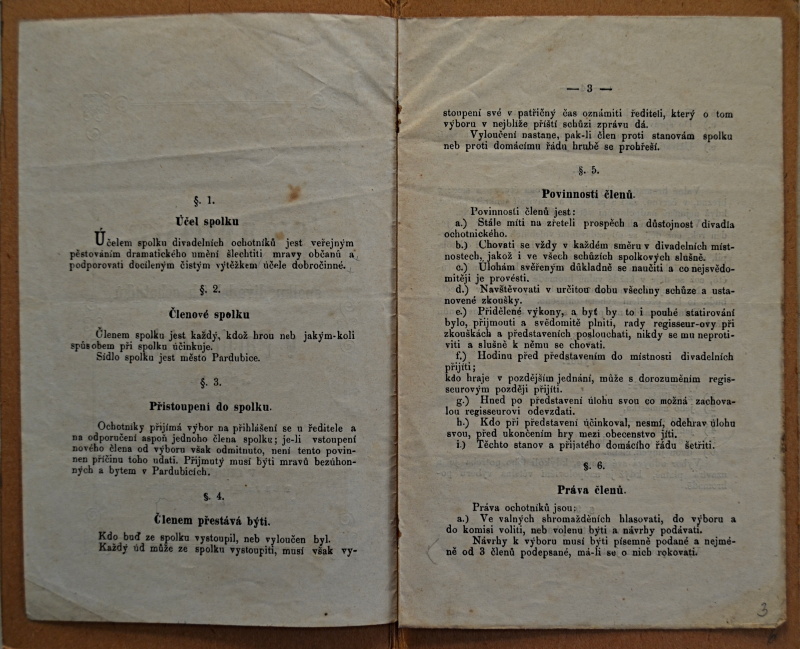 §. 1.
Účel spolku
Účelem spolku divadelních ochotníků jest veřejným
pěstováním dramatického umění šlechtiti mravy občanů a
podporovati docíleným čistým výtěžkem účele dobročinné.
§. 2.
Členové spolku
Členem spolku jest každý, kdož hrou neb jakým-koli
způsobem při spolku účinkuje.
Sídlo spolku jest město Pardubice.
§. 3.
Přistoupení do spolku.
Ochotníky přijímá výbor na přihlášení se u ředitele a
na odporučení aspoň jednoho člena spolku; je-li vstoupení
nového člena od výboru však odmituto, není tento povinnen
nen příčinu toho udati. Přijmutý musí býti mravů bezúhon-
ných a bytem v Pardubicích.
§. 4.
Členem přestává býti.
Kdo buď ze spolku vystoupil, neb vyloučen byl.
Každý úd může ze spolku vystoupiti, musí však vy-
— 3 —
stoupení své v patřičný čas oznámiti řediteli, který o tom
výboru v nejblíže příští schůzi zprávu dá.
Vyloučení nastane, pak-li člen proti stanovám spolku
neb proti domácímu řádu hrubě se prohřeší.
§. 5.
Povinnosti členů.
Povinností členů jest:
a.) Stále míti na zřeteli prospěch a důstojnost divadla
ochotnického.
b.) Chovati se vždy v každém směru v divadelních míst-
nostech, jakož i ve všech schůzích spolkových slušně.
c.) Úlohám svěřeným důkladně se naučiti a co nejsvědo-
mitěji je provésti.
d.) Navštěvovati v určitou dobu všechny schůze a usta-
novené zkoušky.
e.) Přidělené výkony, a byť by to i pouhé statirování
bylo, přijmouti a svědomitě plniti, rady regisseur-ovy při
zkouškách a představeních poslouchati, nikdy se mu neproti-
viti a slušně k němu se chovati.
f.) Hodinu před představením do místnosti divadelních
přijíti;
kdo hraje v pozdějším jednání, může s dorozuměním regis-
seurovým později přijíti.
g.) Hned po představení úlohu svou co možná zachova-
lou regisseurovi odevzdati.
h.) Kdo při představení účinkoval, nesmí, odehrav úlohu
svou, před ukončením hry mezi obecenstvo jíti.
i.) Těchto stanov a přijatého domácího řádu šetřiti.
§. 6.
Práva členů.
Práva ochotníků jsou:
a.) Ve valných shromážděních hlasovati, do výboru a
do komisí voliti, neb volenu býti a návrhy podávati.
Návrhy k výboru musí býti písemně podané a nejmé-
ně od 3 členů podepsané, má-li se o nich rokovati.
3